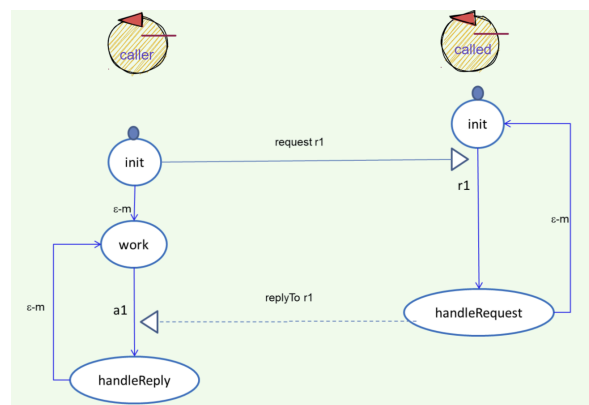 caller
called
init
request r1
init
r1
ε-m
ε-m
work
ε-m
a1
replyTo r1
handleRequest
handleReply